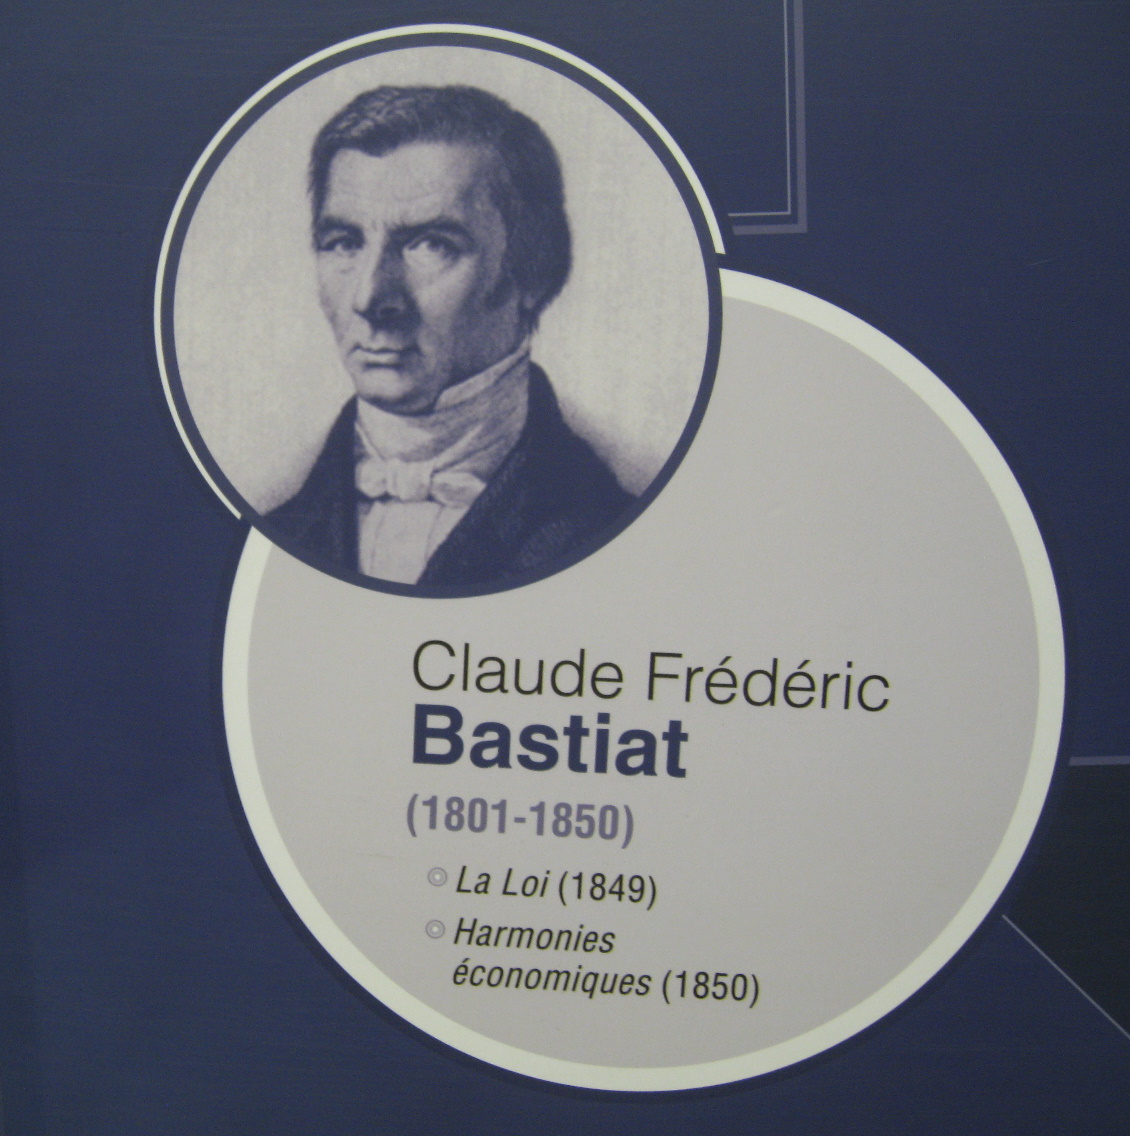 Claude Frédéric
Bastiat
(1801-1850)
La Loi (1849)
Harmonies
économiques (1850)